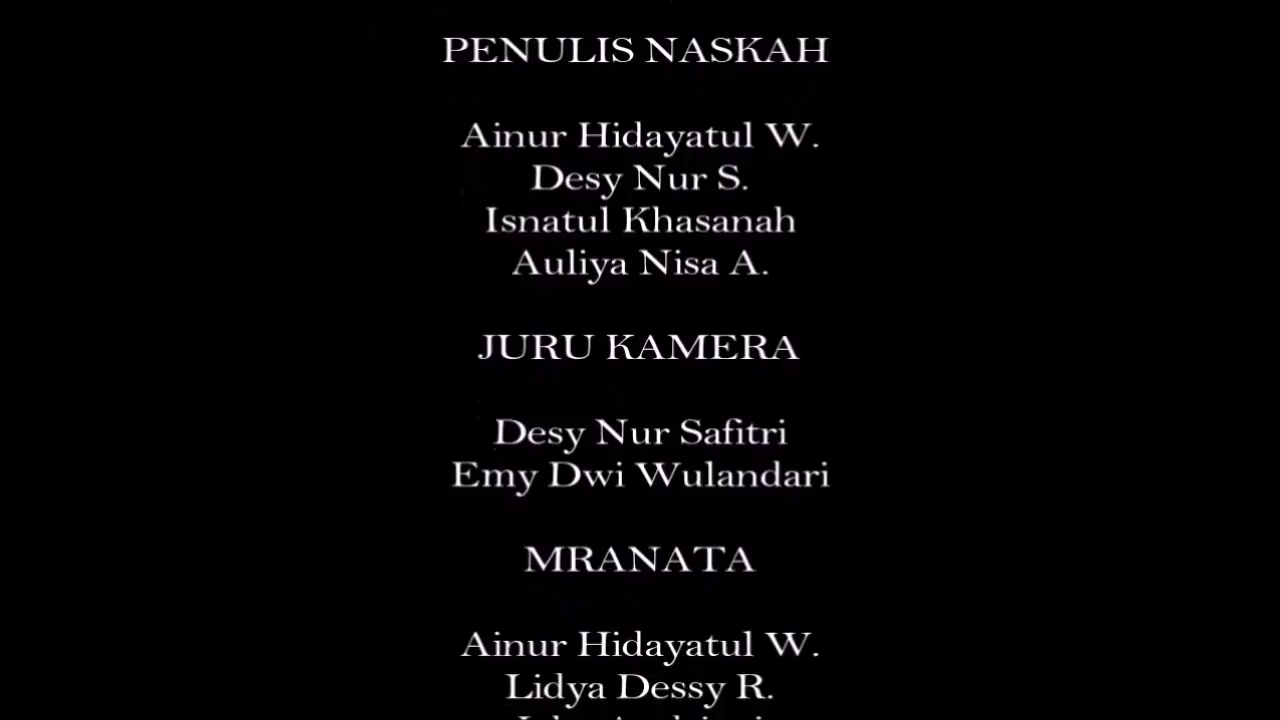 PENULIS NASKAH
Ainur Hidayatul W.
Desy Nur S.
Isnatul Khasanah
Auliya Nisa A.
JURU KAMERA
Desy Nur Safitri
Emy Dwi Wulandari
MRANATA
Ainur Hidayatul W.
Lidya Dessy R.